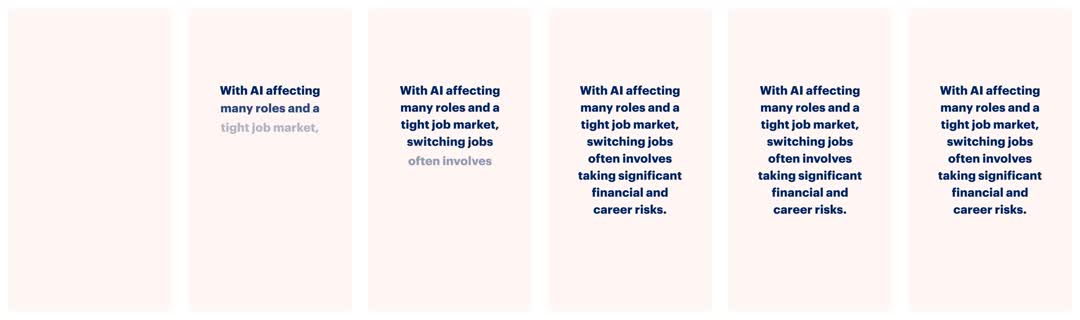 With AI affecting
many roles and a
tight job market,
With AI affecting
many roles and a
tight job market,
switching jobs
often involves
With AI affecting
many roles and a
tight job market,
switching jobs
often involves
taking significant
financial and
career risks.
With AI affecting
many roles and a
tight job market,
switching jobs
often involves
taking significant
financial and
career risks.
With AI affecting
many roles and a
tight job market,
switching jobs
often involves
taking significant
financial and
career risks.